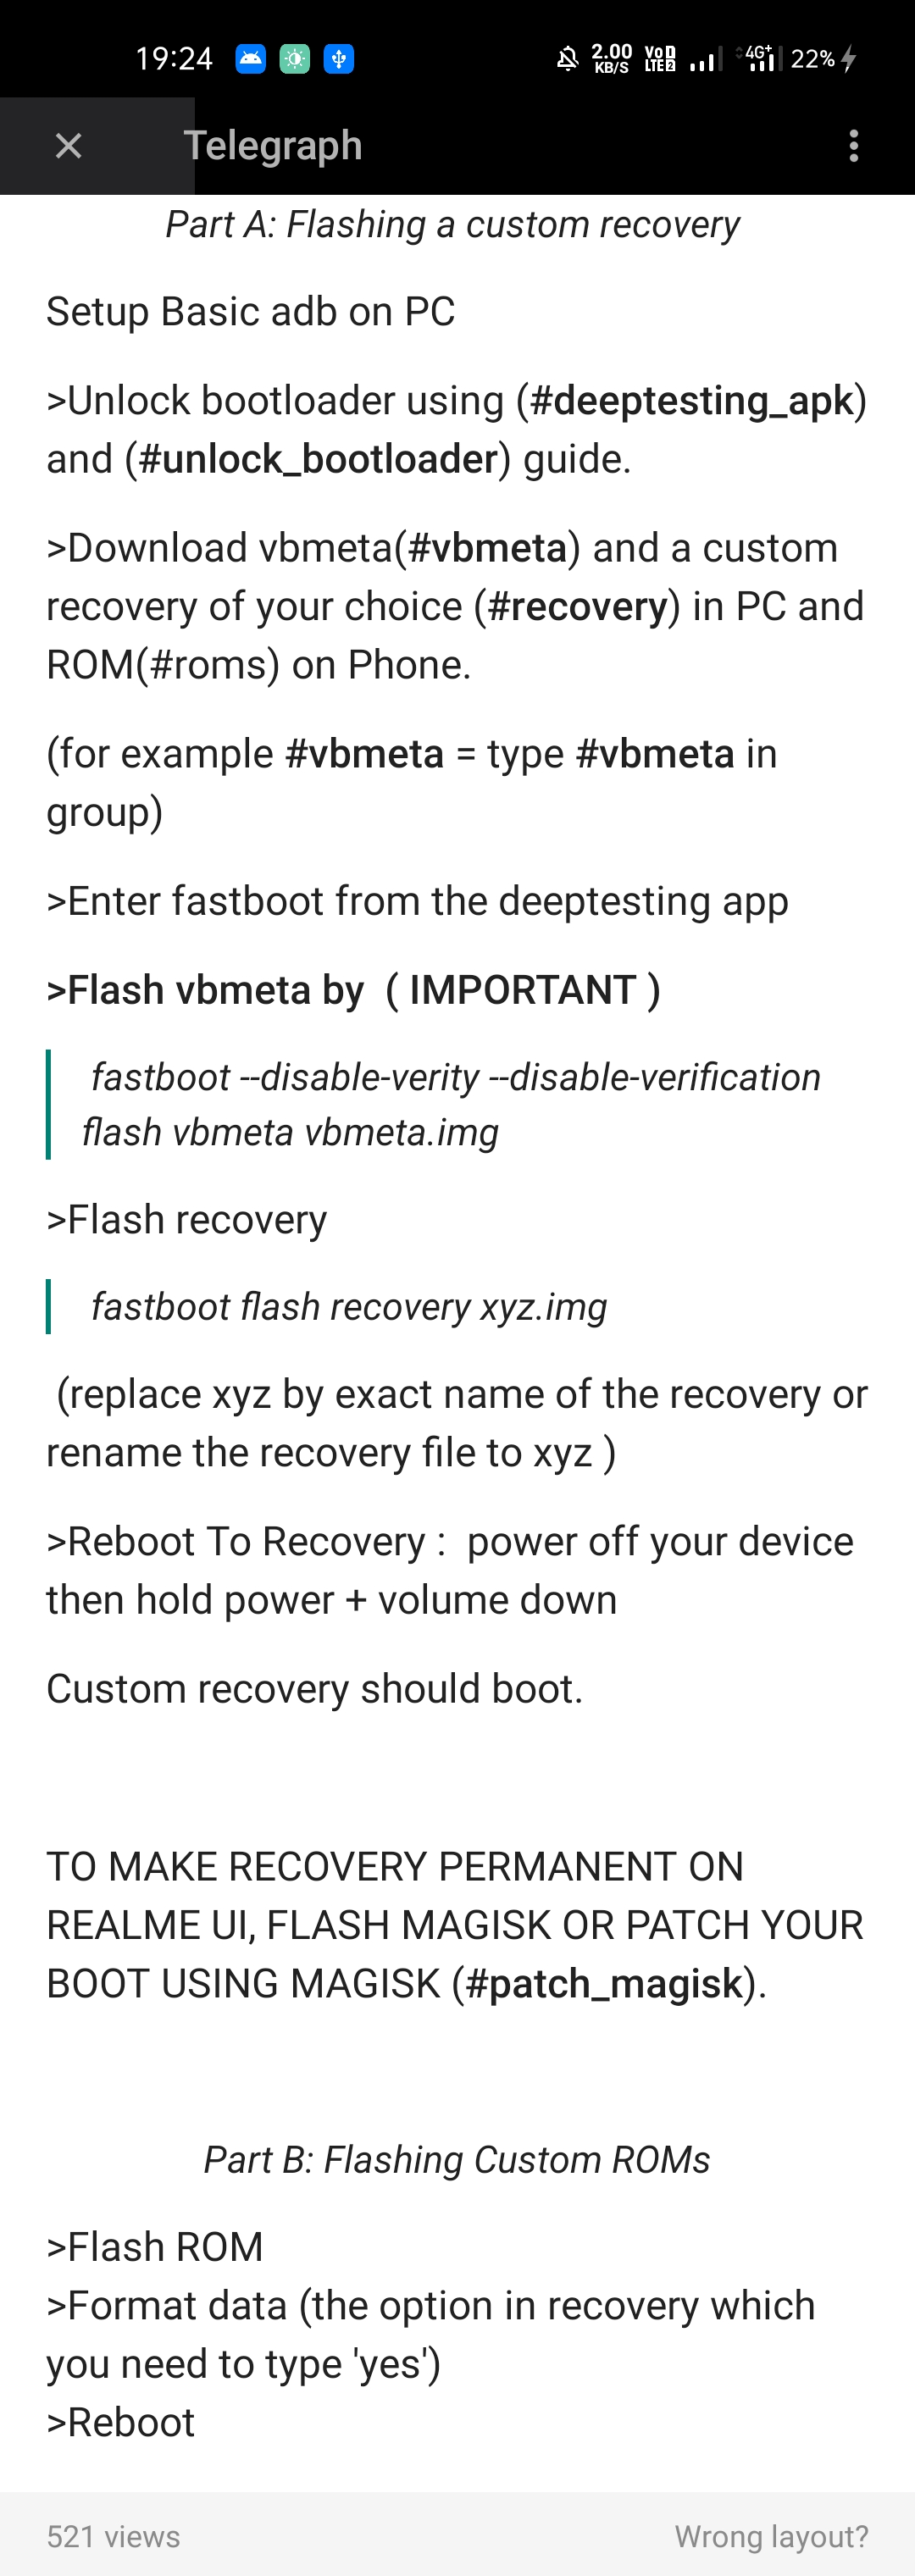 19:24 2.00 KB/S VoD LTE2 4G+ 22%
Telegraph
Part A: Flashing a custom recovery
Setup Basic adb on PC
>Unlock bootloader using (#deeptesting_apk)
and (#unlock_bootloader) guide.
>Download vbmeta(#vbmeta) and a custom
recovery of your choice (#recovery) in PC and
ROM(#roms) on Phone.
(for example #vbmeta = type #vbmeta in
group)
>Enter fastboot from the deeptesting app
>Flash vbmeta by  ( IMPORTANT )
fastboot --disable-verity --disable-verification
flash vbmeta vbmeta.img
>Flash recovery
fastboot flash recovery xyz.img
(replace xyz by exact name of the recovery or
rename the recovery file to xyz )
>Reboot To Recovery :  power off your device
then hold power + volume down
Custom recovery should boot.
TO MAKE RECOVERY PERMANENT ON
REALME UI, FLASH MAGISK OR PATCH YOUR
BOOT USING MAGISK (#patch_magisk).
Part B: Flashing Custom ROMs
>Flash ROM
>Format data (the option in recovery which
you need to type 'yes')
>Reboot
521 views
Wrong layout?